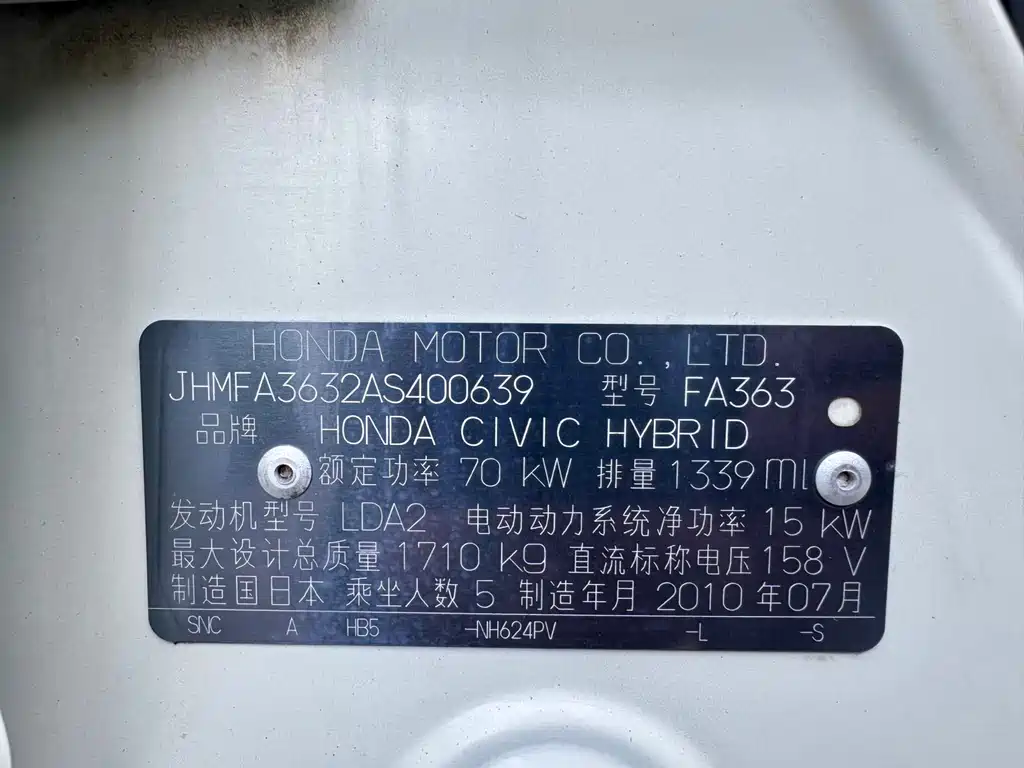 HONDA MOTOR CO.,LTD.
JHMFA3632AS400639 型号 FA363
品牌 HONDA CIVIC HYBRID
额定功率 70 kW 排量 1339 ml
发动机型号 LDA2 电动动力系统净功率 15 kW
最大设计总质量 1710 kg 直流标称电压 158 V
制造国日本 乘坐人数 5 制造年月 2010 年07月
SNC A HB5 -NH624PV -L -S